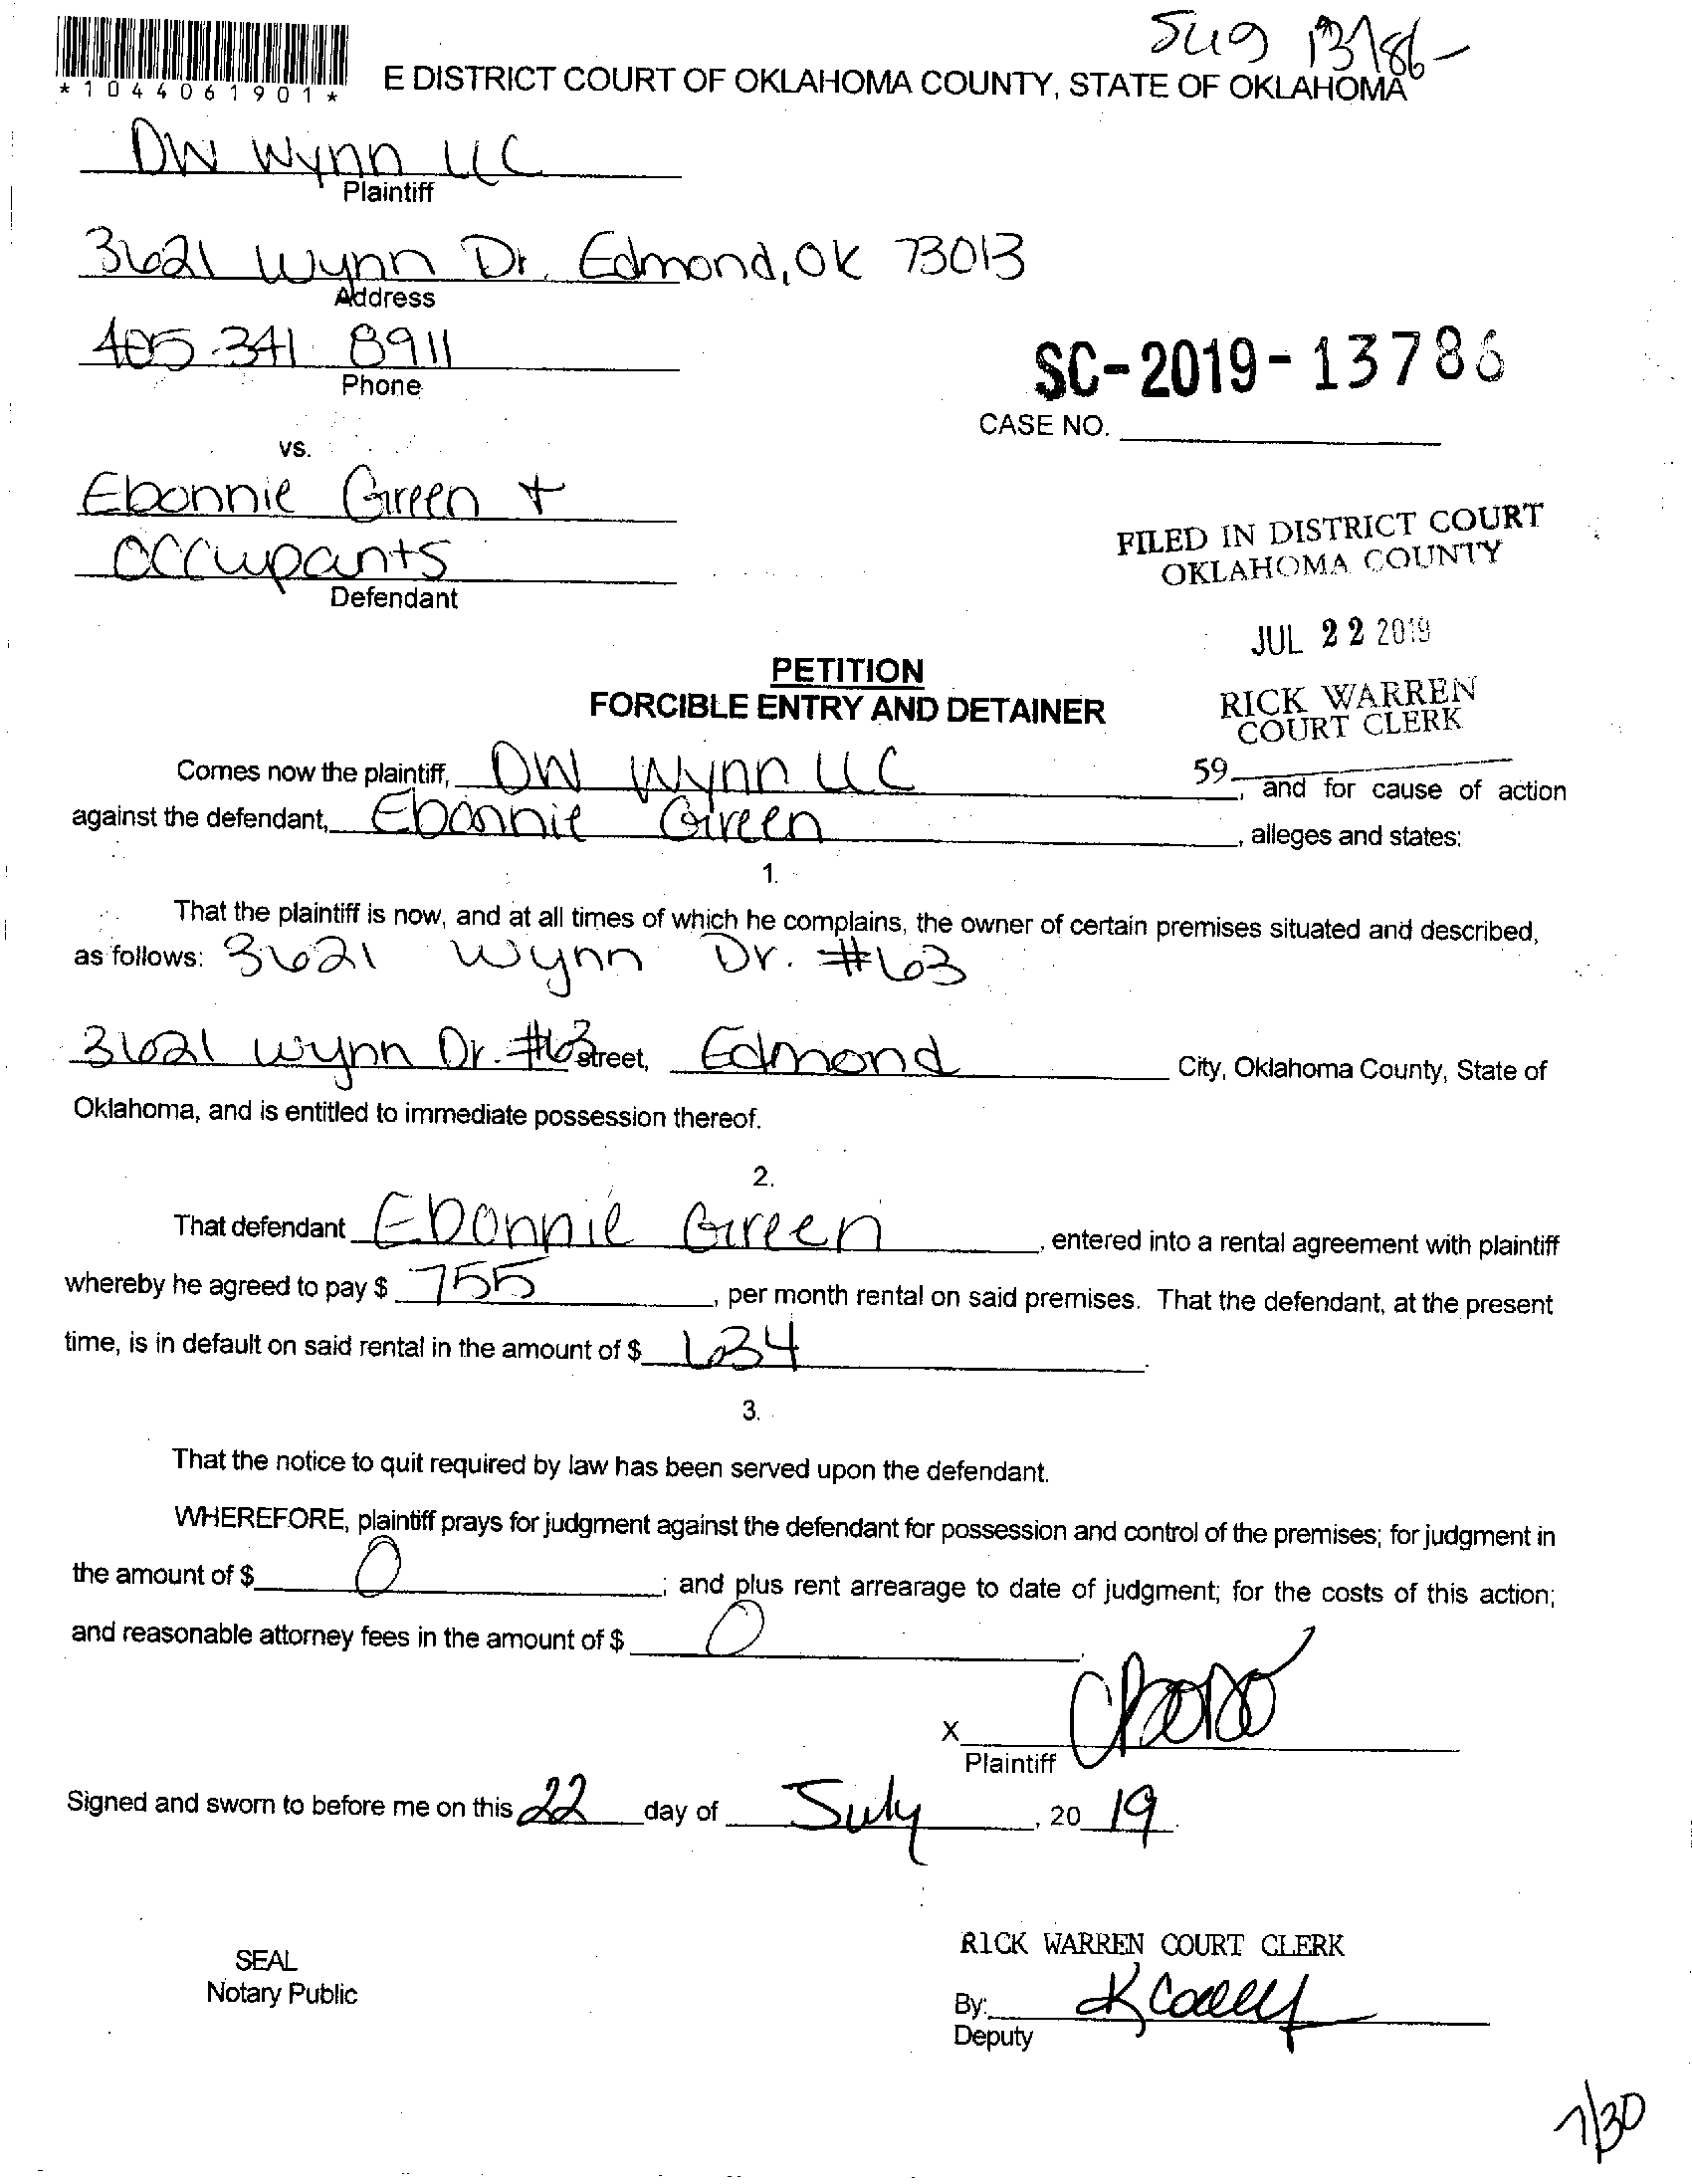 *1044061901*
E DISTRICT COURT OF OKLAHOMA COUNTY, STATE OF OKLAHOMA
DW Wynn LLC
Plaintiff
3621 Wynn Dr. Edmond, OK 73013
Address
405-341 8911
Phone
SC-2019-13786
CASE NO.
vs.
Ebonnie Green +
Occupants
Defendant
FILED IN DISTRICT COURT
OKLAHOMA COUNTY
JUL 22 2019
RICK WARREN
COURT CLERK
59
PETITION
FORCIBLE ENTRY AND DETAINER
Comes now the plaintiff, DW Wynn LLC, and for cause of action
against the defendant, Ebonnie Green, alleges and states:
1.
That the plaintiff is now, and at all times of which he complains, the owner of certain premises situated and described,
as follows: 3621 Wynn Dr. #63
3621 Wynn Dr. #63 street, Edmond City, Oklahoma County, State of
Oklahoma, and is entitled to immediate possession thereof.
2.
That defendant Ebonnie Green, entered into a rental agreement with plaintiff
whereby he agreed to pay $ 755, per month rental on said premises. That the defendant, at the present
time, is in default on said rental in the amount of $ 634.
3.
That the notice to quit required by law has been served upon the defendant.
WHEREFORE, plaintiff prays for judgment against the defendant for possession and control of the premises; for judgment in
the amount of $ 0; and plus rent arrearage to date of judgment; for the costs of this action;
and reasonable attorney fees in the amount of $ 0.
X
Plaintiff
Signed and sworn to before me on this 22 day of July, 20 19.
SEAL
Notary Public
RICK WARREN COURT CLERK
By:
Deputy
7/30